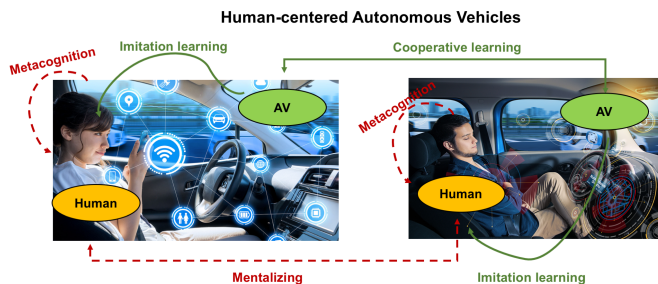 Human-centered Autonomous Vehicles
Imitation learning
Cooperative learning
Metacognition
AV
Human
Metacognition
AV
Human
Mentalizing
Imitation learning